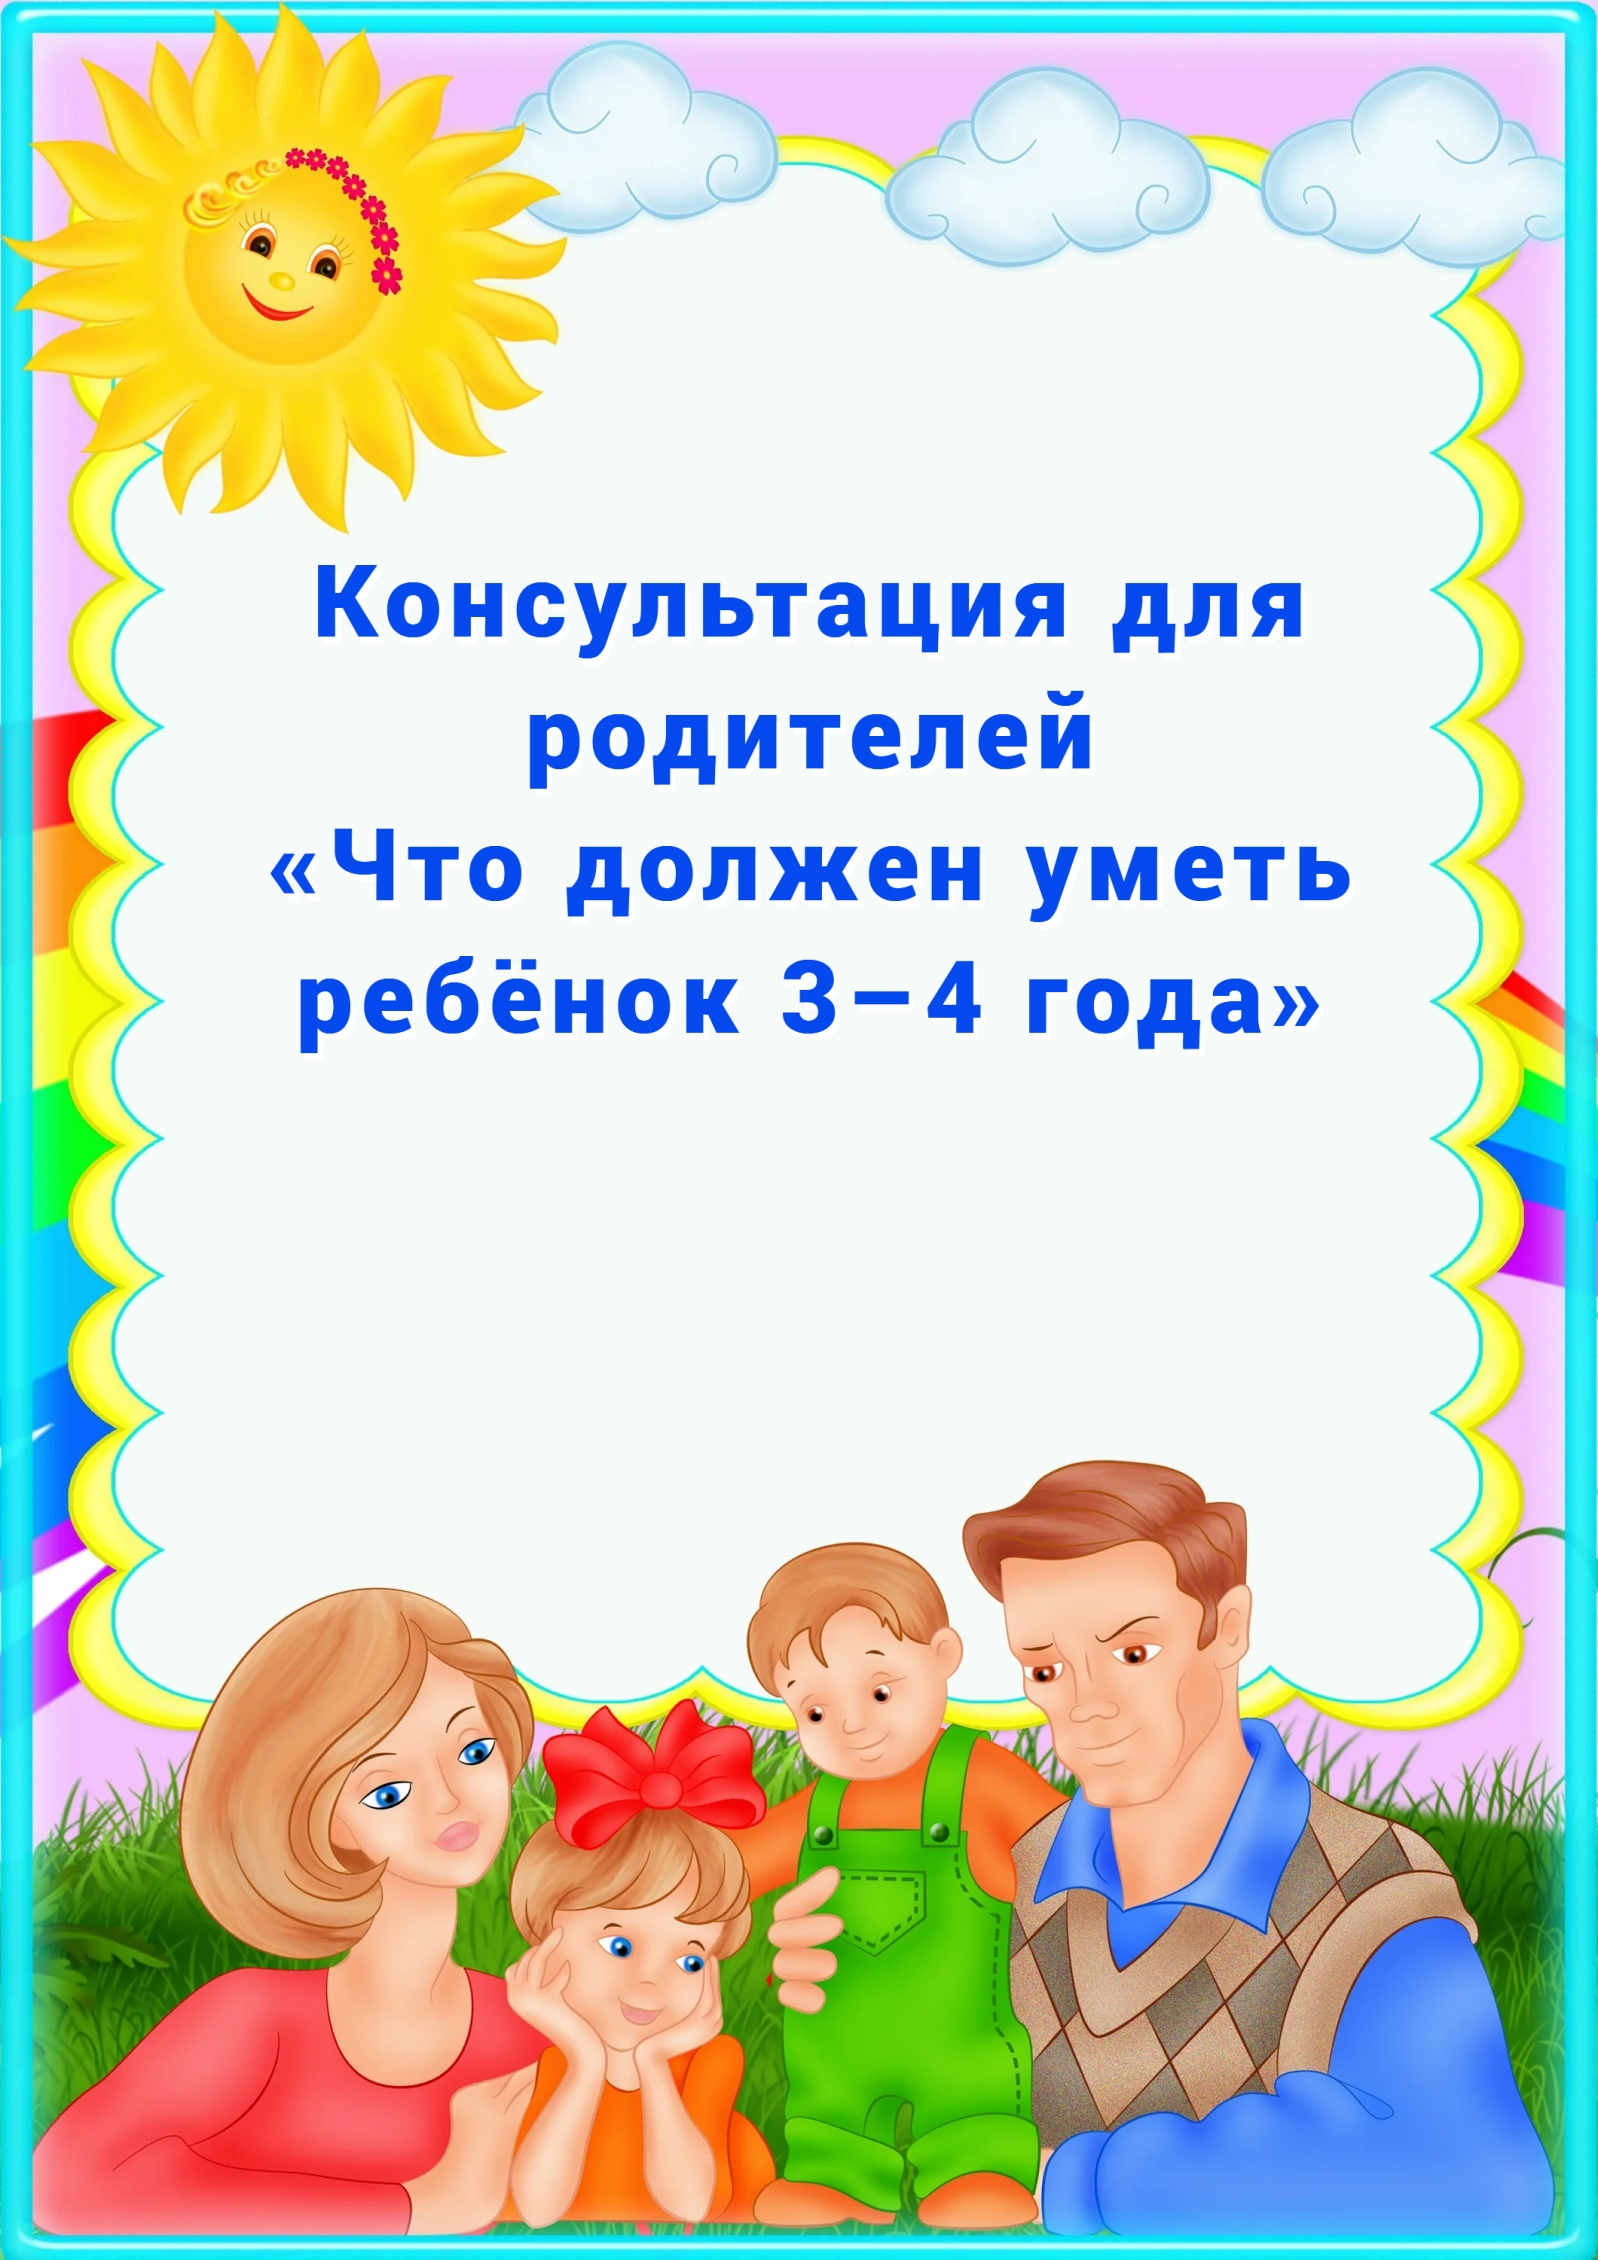 Консультация для
родителей
«Что должен уметь
ребёнок 3–4 года»